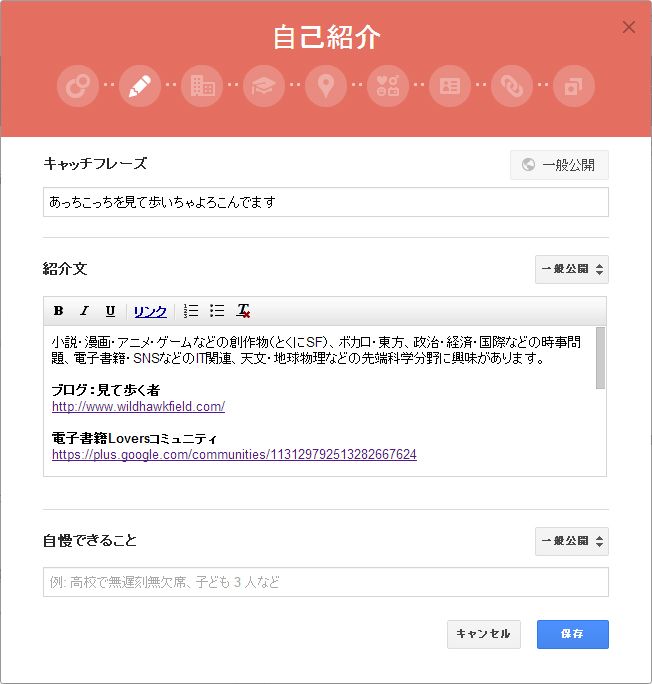 自己紹介
キャッチフレーズ
一般公開
あっちこっちを見て歩いちゃよろこんでます
紹介文
一般公開
B I U リンク
小説・漫画・アニメ・ゲームなどの創作物(とくにSF)、ボカロ・東方、政治・経済・国際などの時事問
題、電子書籍・SNSなどのIT関連、天文・地球物理などの先端科学分野に興味があります。
ブログ：見て歩く者
http://www.wildhawkfield.com/
電子書籍Loversコミュニティ
https://plus.google.com/communities/113129792513282667624
自慢できること
一般公開
例: 高校で無遅刻無欠席、子ども 3 人など
キャンセル
保存